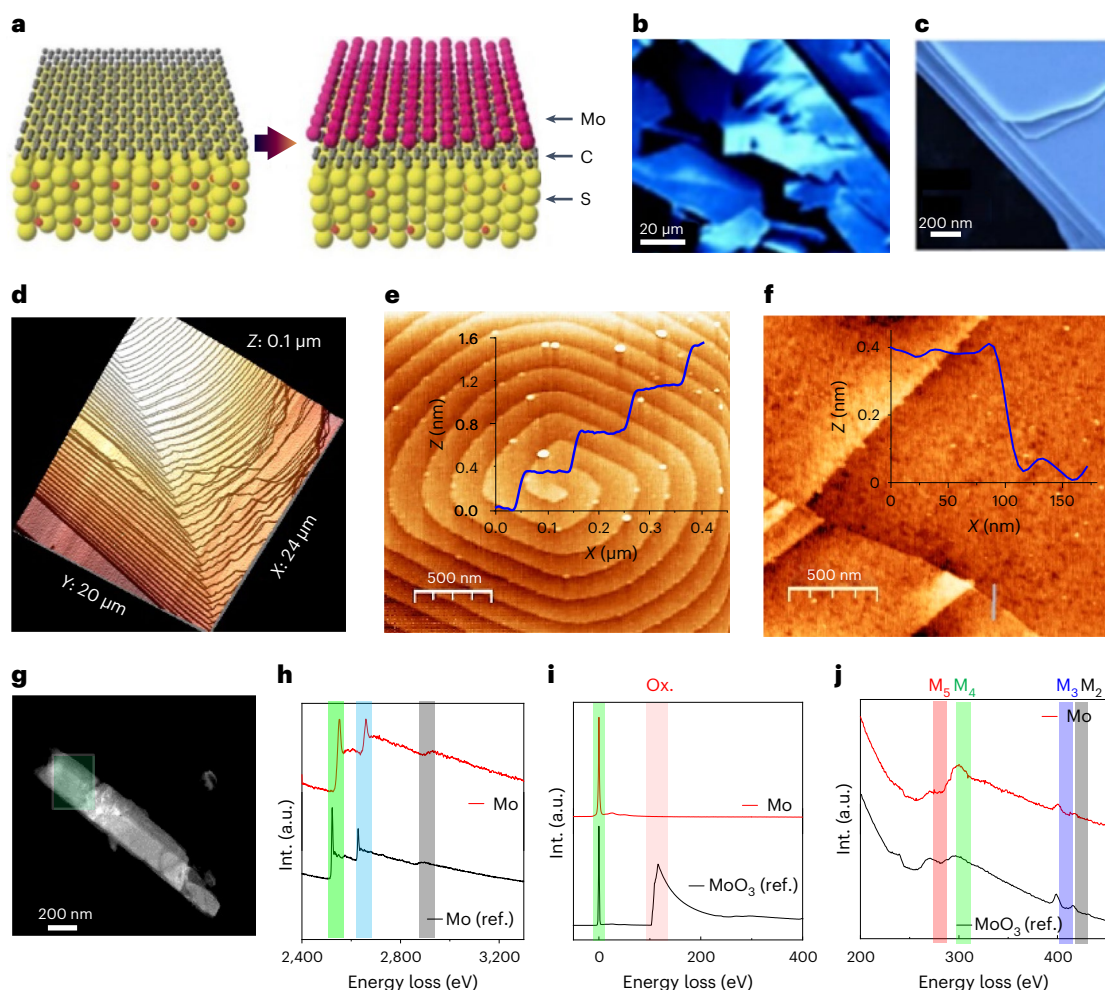 a
Mo
C
S
b
20 µm
c
200 nm
d
Z: 0.1 µm
Y: 20 µm
X: 24 µm
e
1.6
1.2
0.8
0.4
0.0
Z (nm)
0.0 0.1 0.2 0.3 0.4
X (µm)
500 nm
f
0.4
0.2
0
Z (nm)
0 50 100 150
X (nm)
500 nm
g
200 nm
h
Int. (a.u.)
Mo
Mo (ref.)
2,400 2,800 3,200
Energy loss (eV)
i
Ox.
Int. (a.u.)
Mo
MoO₃ (ref.)
0 200 400
Energy loss (eV)
j
M₅ M₄ M₃ M₂
Int. (a.u.)
Mo
MoO₃ (ref.)
200 300 400
Energy loss (eV)